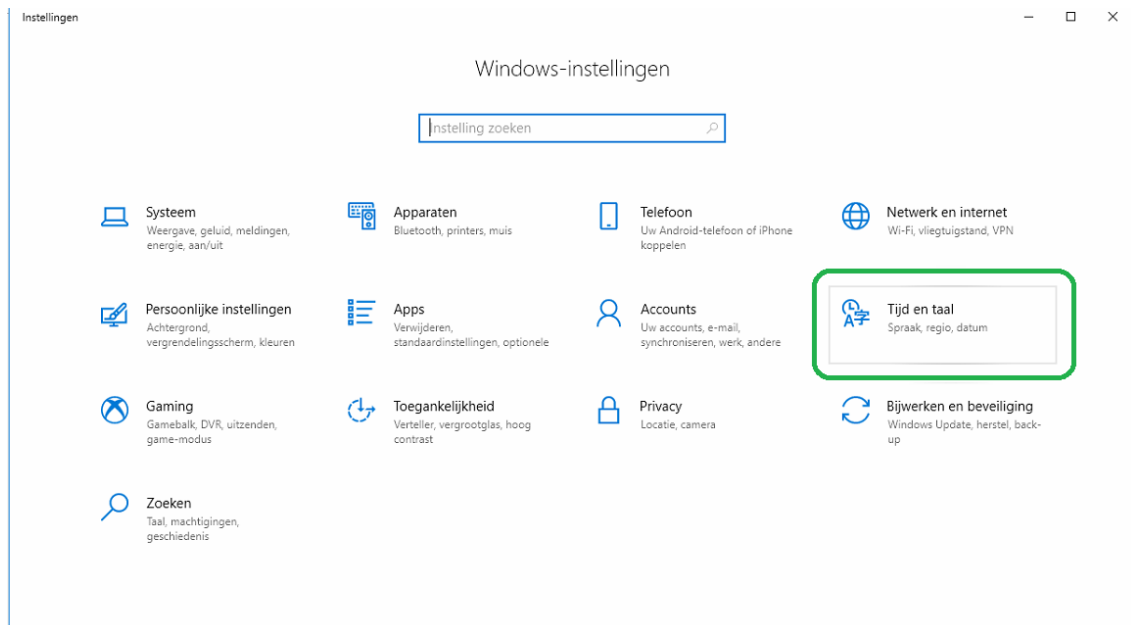 Instellingen
Windows-instellingen
Instelling zoeken
Systeem
Weergave, geluid, meldingen,
energie, aan/uit
Apparaten
Bluetooth, printers, muis
Telefoon
Uw Android-telefoon of iPhone
koppelen
Netwerk en internet
Wi-Fi, vliegtuigstand, VPN
Persoonlijke instellingen
Achtergrond,
vergrendelingsscherm, kleuren
Apps
Verwijderen,
standaardinstellingen, optionele
Accounts
Uw accounts, e-mail,
synchroniseren, werk, andere
Tijd en taal
Spraak, regio, datum
Gaming
Gamebalk, DVR, uitzenden,
game-modus
Toegankelijkheid
Verteller, vergrootglas, hoog
contrast
Privacy
Locatie, camera
Bijwerken en beveiliging
Windows Update, herstel, back-
up
Zoeken
Taal, machtigingen,
geschiedenis